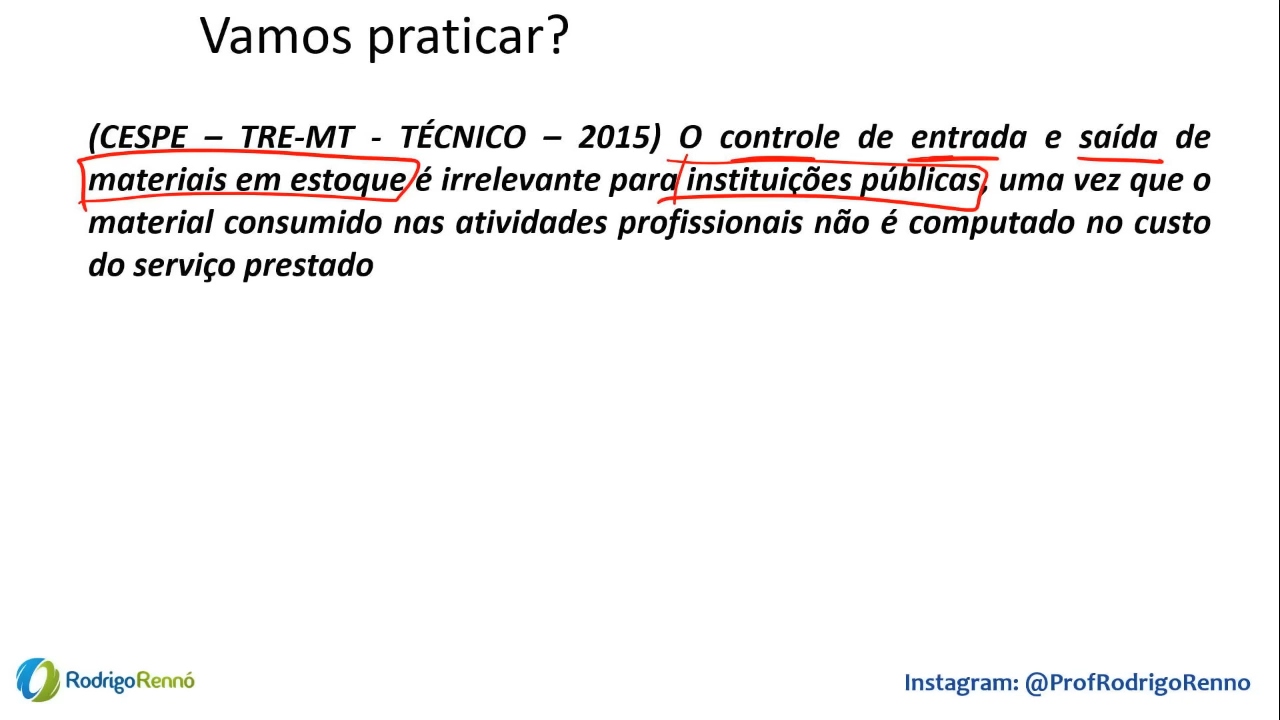 Vamos praticar?
(CESPE – TRE-MT - TÉCNICO – 2015) O controle de entrada e saída de
materiais em estoque é irrelevante para instituições públicas, uma vez que o
material consumido nas atividades profissionais não é computado no custo
do serviço prestado
RodrigoRennó
Instagram: @ProfRodrigoRenno